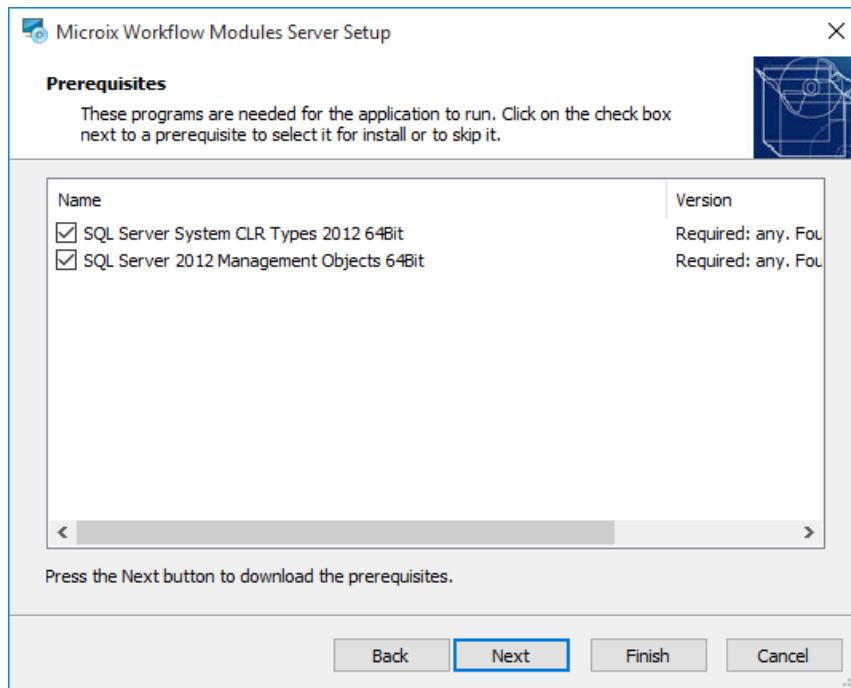 Microix Workflow Modules Server Setup
Prerequisites
These programs are needed for the application to run. Click on the check box
next to a prerequisite to select it for install or to skip it.
Name Version
SQL Server System CLR Types 2012 64Bit Required: any. Fou
SQL Server 2012 Management Objects 64Bit Required: any. Fou
Press the Next button to download the prerequisites.
Back Next Finish Cancel